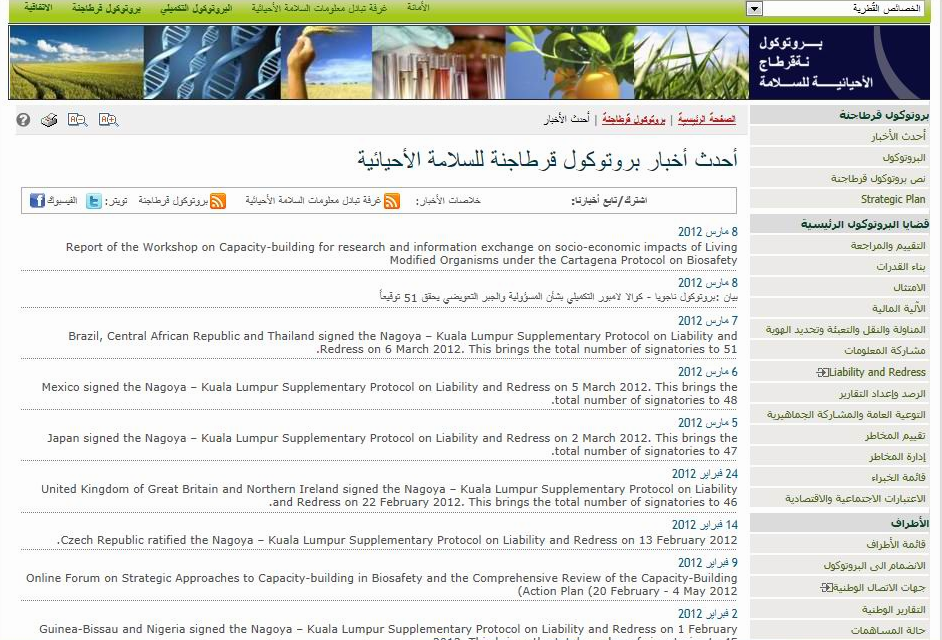 الاتفاقية البروتوكول التكميلي بروتوكول قرطاجنة غرفة تبادل معلومات السلامة الأحيائية الأمانة
الخصائص القُطرية
بـــروتوكول
الأحيائيـــة للسلامة
الصفحة الرئيسية | بروتوكول قرطاجنة | أحدث الأخبار
أحدث أخبار بروتوكول قرطاجنة للسلامة الأحيائية
اشترك/تابع أخبارنا: خلاصات الأخبار: غرفة تبادل معلومات السلامة الأحيائية بروتوكول قرطاجنة تويتر: الفيسبوك
8 مارس 2012
Report of the Workshop on Capacity-building for research and information exchange on socio-economic impacts of Living
Modified Organisms under the Cartagena Protocol on Biosafety
8 مارس 2012
بيان :بروتوكول ناجويا - كوالا لامبور التكميلي بشأن المسؤولية والجبر التعويضي يحقق 51 توقيعاً
7 مارس 2012
Brazil, Central African Republic and Thailand signed the Nagoya – Kuala Lumpur Supplementary Protocol on Liability and
.Redress on 6 March 2012. This brings the total number of signatories to 51
6 مارس 2012
Mexico signed the Nagoya – Kuala Lumpur Supplementary Protocol on Liability and Redress on 5 March 2012. This brings the
.total number of signatories to 48
5 مارس 2012
Japan signed the Nagoya – Kuala Lumpur Supplementary Protocol on Liability and Redress on 2 March 2012. This brings the
.total number of signatories to 47
24 فبراير 2012
United Kingdom of Great Britain and Northern Ireland signed the Nagoya – Kuala Lumpur Supplementary Protocol on Liability
.and Redress on 22 February 2012. This brings the total number of signatories to 46
14 فبراير 2012
.Czech Republic ratified the Nagoya – Kuala Lumpur Supplementary Protocol on Liability and Redress on 13 February 2012
9 فبراير 2012
Online Forum on Strategic Approaches to Capacity-building in Biosafety and the Comprehensive Review of the Capacity-Building
(Action Plan (20 February - 4 May 2012
2 فبراير 2012
Guinea-Bissau and Nigeria signed the Nagoya – Kuala Lumpur Supplementary Protocol on Liability and Redress on 1 February
بروتوكول قرطاجنة
أحدث الأخبار
البروتوكول
نص بروتوكول قرطاجنة
Strategic Plan
قضايا البروتوكول الرئيسية
التقييم والمراجعة
بناء القدرات
الامتثال
الآلية المالية
المناولة والنقل والتعبئة وتحديد الهوية
مشاركة المعلومات
Liability and Redress
الرصد وإعداد التقارير
التوعية العامة والمشاركة الجماهيرية
تقييم المخاطر
إدارة المخاطر
قائمة الخبراء
الاعتبارات الاجتماعية والاقتصادية
الأطراف
قائمة الأطراف
الانضمام الى البروتوكول
جهات الاتصال الوطنية
التقارير الوطنية
حالة المساهمات